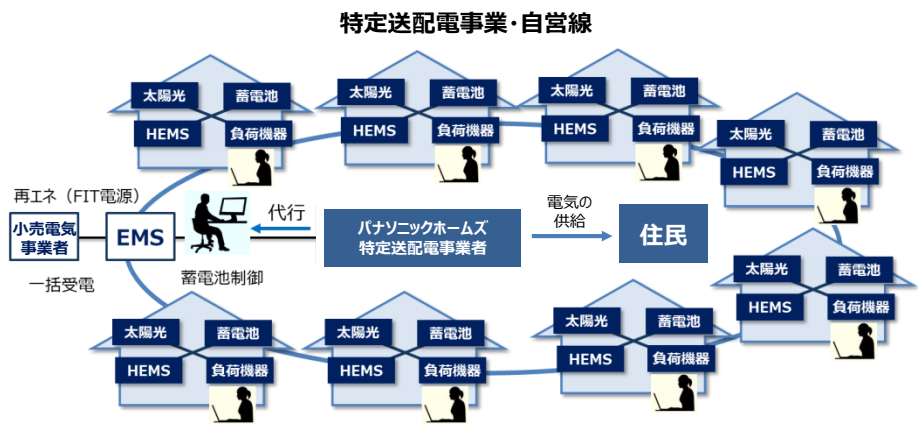 特定送配電事業・自営線
太陽光
蓄電池
HEMS
負荷機器
太陽光
蓄電池
HEMS
負荷機器
太陽光
蓄電池
HEMS
負荷機器
太陽光
蓄電池
HEMS
負荷機器
再エネ（FIT電源）
小売電気
事業者
一括受電
EMS
蓄電池制御
代行
パナソニックホームズ
特定送配電事業者
電気の
供給
住民
太陽光
蓄電池
HEMS
負荷機器
太陽光
蓄電池
HEMS
負荷機器
太陽光
蓄電池
HEMS
負荷機器
太陽光
蓄電池
HEMS
負荷機器